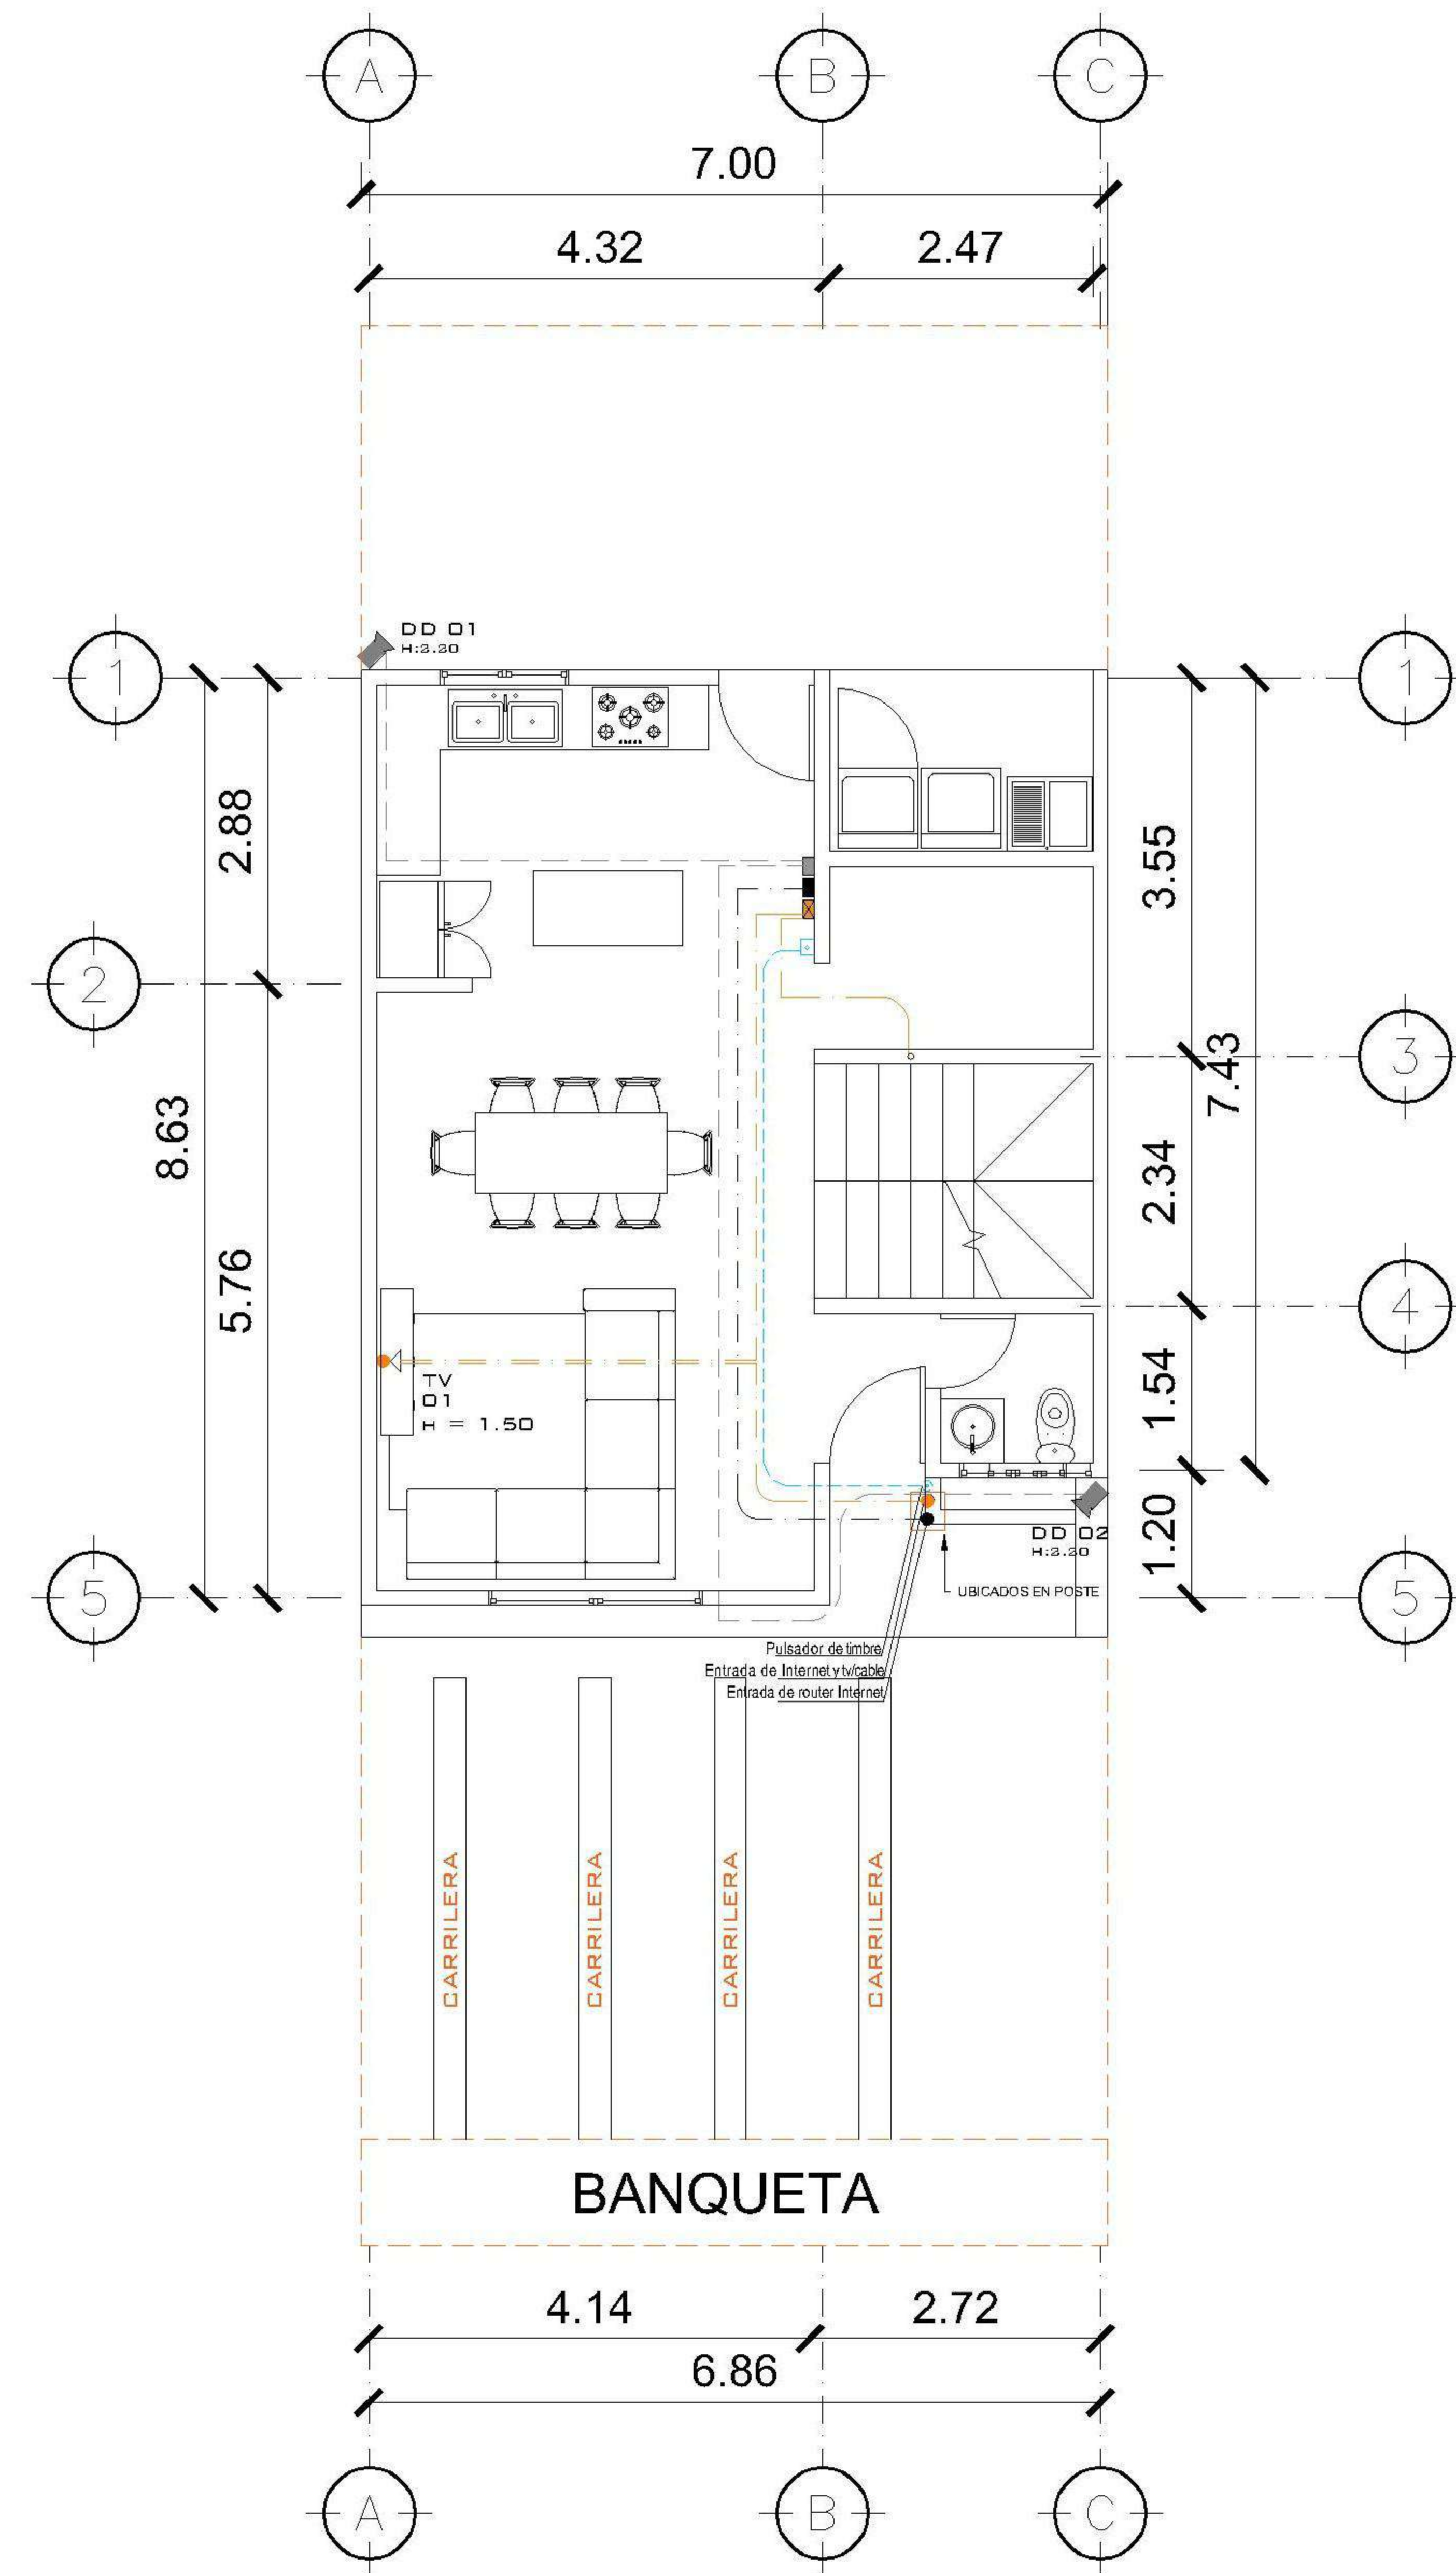 A B C
7.00
4.32 2.47
DD 01
H:2.20
1 1
2.88
3.55
2
3
7.43
8.63
2.34
5.76
4
TV
01
H = 1.50
1.54
DD 02
H:2.20
1.20
UBICADOS EN POSTE
5 5
Pulsador de timbre
Entrada de Internet y tv/cable
Entrada de router Internet
CARRILERA CARRILERA CARRILERA CARRILERA
BANQUETA
4.14 2.72
6.86
A B C